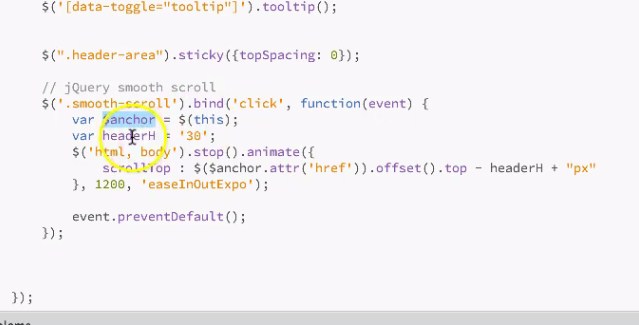 $('[data-toggle="tooltip"]').tooltip();
$(".header-area").sticky({topSpacing: 0});
// jQuery smooth scroll
$('.smooth-scroll').bind('click', function(event) {
var $anchor = $(this);
var headerH = '30';
$('html, body').stop().animate({
scrollTop : $($anchor.attr('href')).offset().top - headerH + "px"
}, 1200, 'easeInOutExpo');
event.preventDefault();
});
});